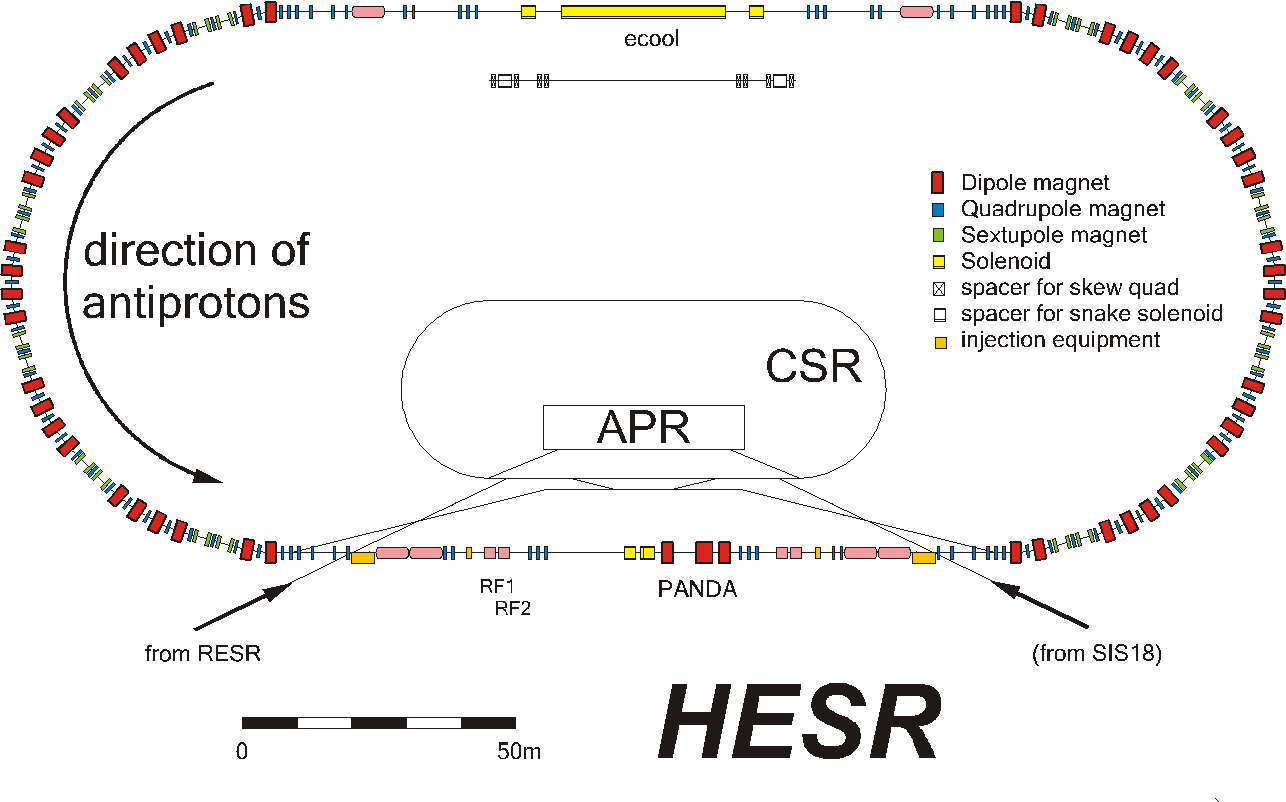 ecool
direction of
antiprotons
Dipole magnet
Quadrupole magnet
Sextupole magnet
Solenoid
spacer for skew quad
spacer for snake solenoid
injection equipment
CSR
APR
RF1
RF2
PANDA
from RESR
(from SIS18)
0
50m
HESR